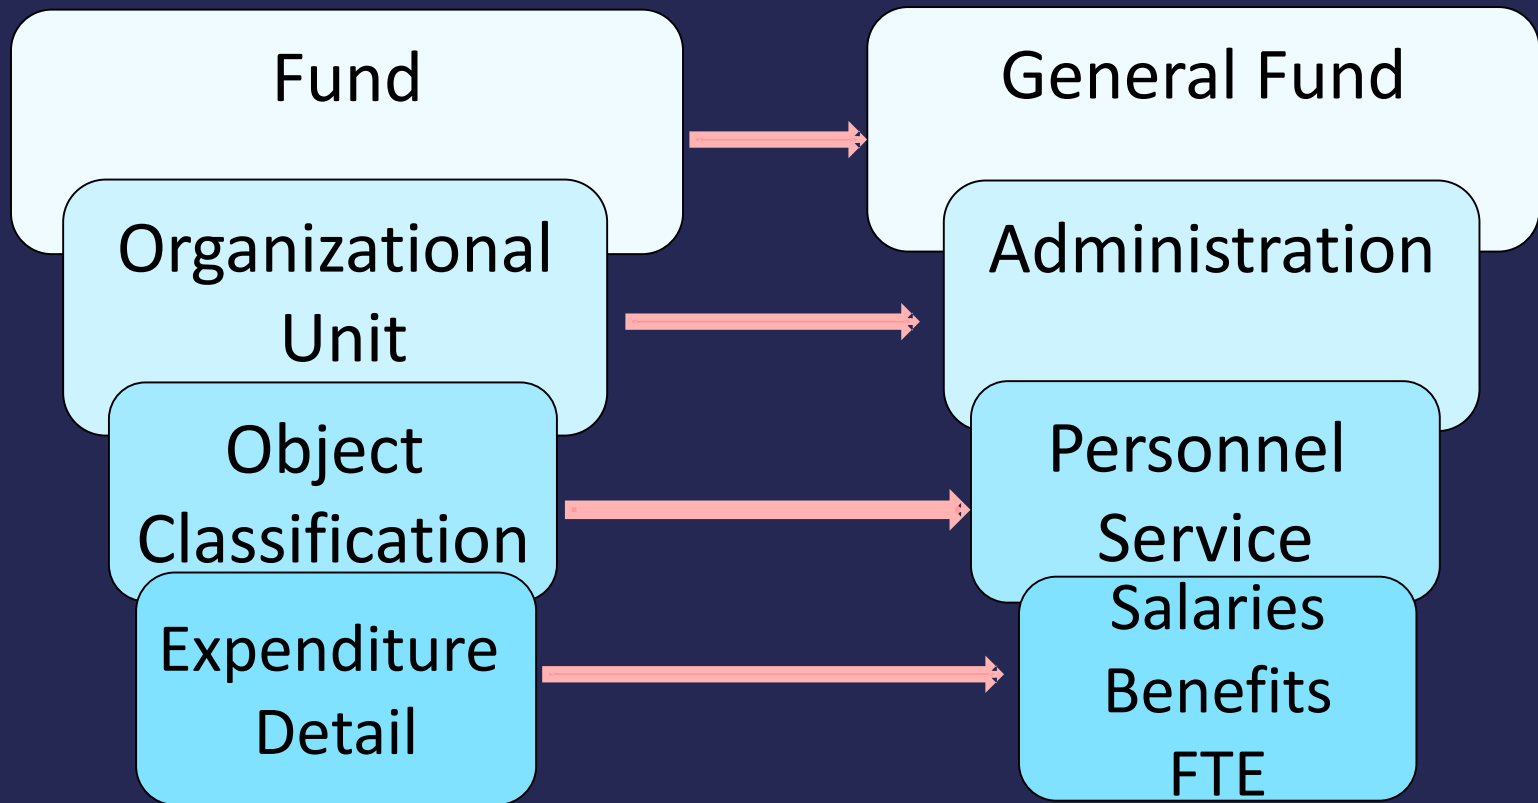 Fund
Organizational
Unit
Object
Classification
Expenditure
Detail
General Fund
Administration
Personnel
Service
Salaries
Benefits
FTE